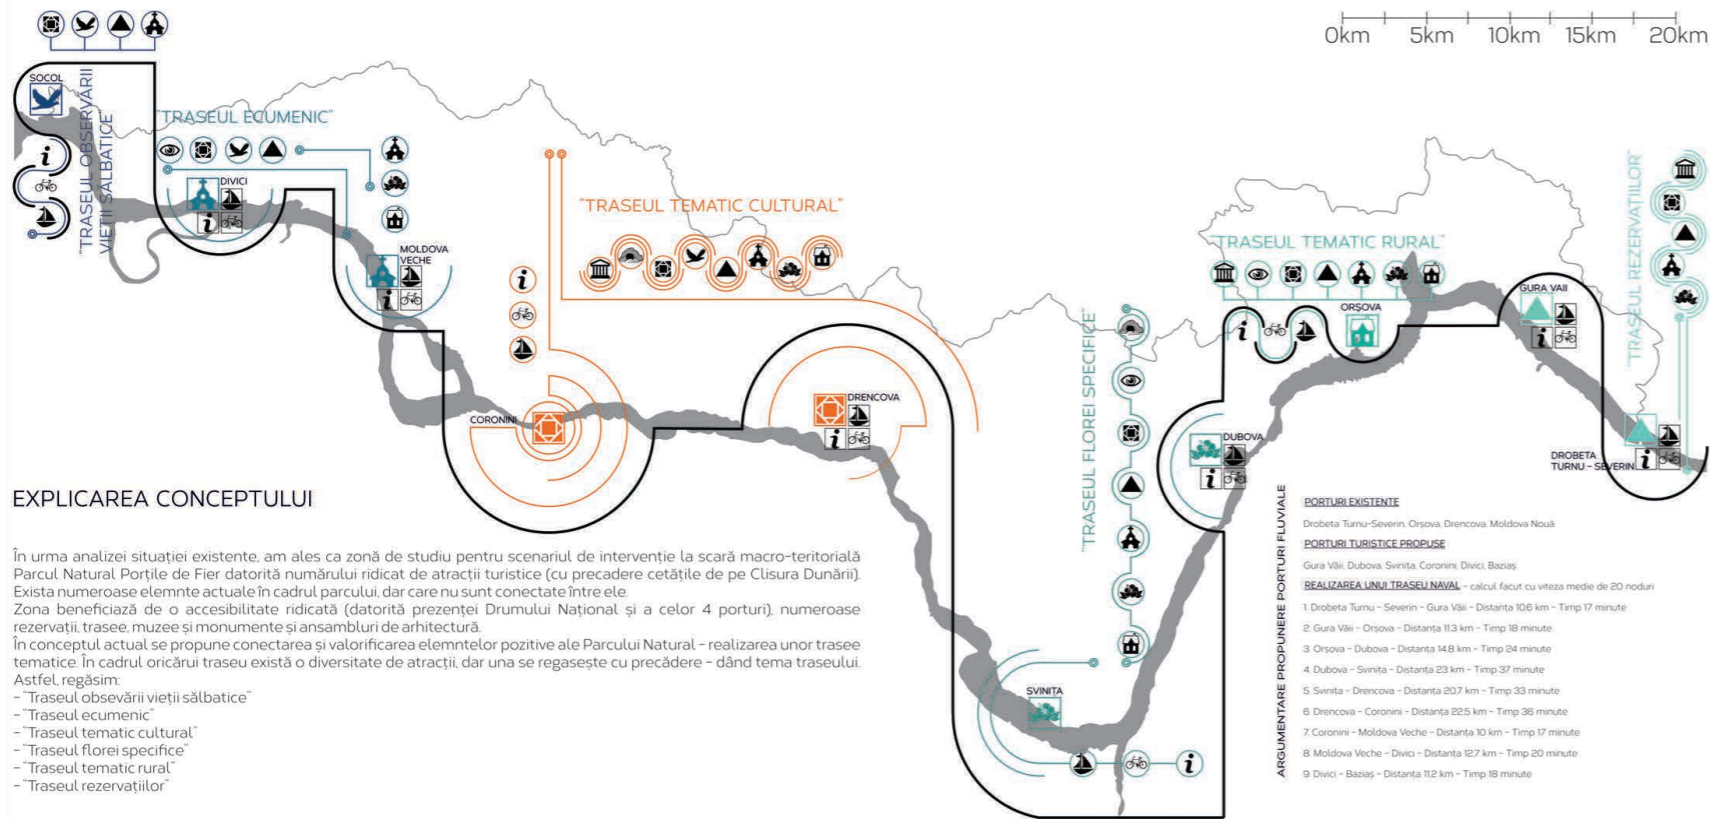 0km 5km 10km 15km 20km
SOCOL
"TRASEUL OBSERVĂRII
VIEȚII SĂLBATICE"
"TRASEUL ECUMENIC"
DIVICI
MOLDOVA
VECHE
"TRASEUL TEMATIC CULTURAL"
CORONINI
DRENCOVA
"TRASEUL FLOREI SPECIFICE"
SVINIȚA
DUBOVA
"TRASEUL TEMATIC RURAL"
ORȘOVA
GURA VAII
"TRASEUL REZERVAȚIILOR"
DROBETA
TURNU - SEVERIN
EXPLICAREA CONCEPTULUI
În urma analizei situației existente, am ales ca zonă de studiu pentru scenariul de intervenție la scară macro-teritorială
Parcul Natural Porțile de Fier datorită numărului ridicat de atracții turistice (cu precadere cetățile de pe Clisura Dunării).
Exista numeroase elemnte actuale în cadrul parcului, dar care nu sunt conectate între ele.
Zona beneficiază de o accesibilitate ridicată (datorită prezenței Drumului Național și a celor 4 porturi), numeroase
rezervații, trasee, muzee și monumente și ansambluri de arhitectură.
În conceptul actual se propune conectarea și valorificarea elemntelor pozitive ale Parcului Natural - realizarea unor trasee
tematice. În cadrul oricărui traseu există o diversitate de atracții, dar una se regasește cu precădere - dând tema traseului.
Astfel, regăsim:
- "Traseul obsevării vieții sălbatice"
- "Traseul ecumenic"
- "Traseul tematic cultural"
- "Traseul florei specifice"
- "Traseul tematic rural"
- "Traseul rezervațiilor"
ARGUMENTARE PROPUNERE PORTURI FLUVIALE
PORTURI EXISTENTE
Drobeta Turnu-Severin, Orșova, Drencova, Moldova Nouă
PORTURI TURISTICE PROPUSE
Gura Văii, Dubova, Svinița, Coronini, Divici, Baziaș
REALIZAREA UNUI TRASEU NAVAL - calcul facut cu viteza medie de 20 noduri
1. Drobeta Turnu - Severin - Gura Văii - Distanța 10.6 km - Timp 17 minute
2. Gura Văii - Orșova - Distanța 11.3 km - Timp 18 minute
3. Orșova - Dubova - Distanța 14.8 km - Timp 24 minute
4. Dubova - Svinița - Distanța 23 km - Timp 37 minute
5. Svinița - Drencova - Distanța 20.7 km - Timp 33 minute
6. Drencova - Coronini - Distanța 22.5 km - Timp 36 minute
7. Coronini - Moldova Veche - Distanța 10 km - Timp 17 minute
8. Moldova Veche - Divici - Distanța 12.7 km - Timp 20 minute
9. Divici - Baziaș - Distanța 11.2 km - Timp 18 minute